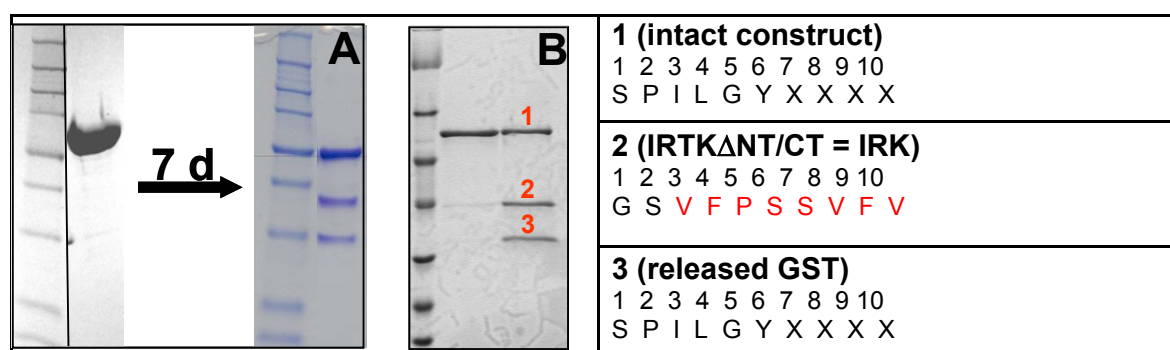 A
7 d
B
1
2
3
1 (intact construct)
1 2 3 4 5 6 7 8 9 10
S P I L G Y X X X X
2 (IRTKΔNT/CT = IRK)
1 2 3 4 5 6 7 8 9 10
G S V F P S S V F V
3 (released GST)
1 2 3 4 5 6 7 8 9 10
S P I L G Y X X X X